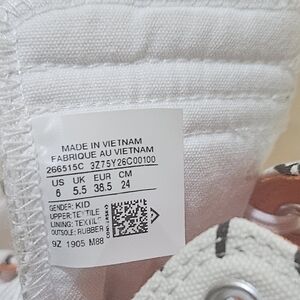 MADE IN VIETNAM
FABRIQUE AU VIETNAM
266515C 3Z75Y26C00100
US UK EUR CM
6 5.5 38.5 24
GENDER: KID
UPPER: TEXTILE
LINING: TEXTILE
OUTSOLE: RUBBER
9Z 1905 M88